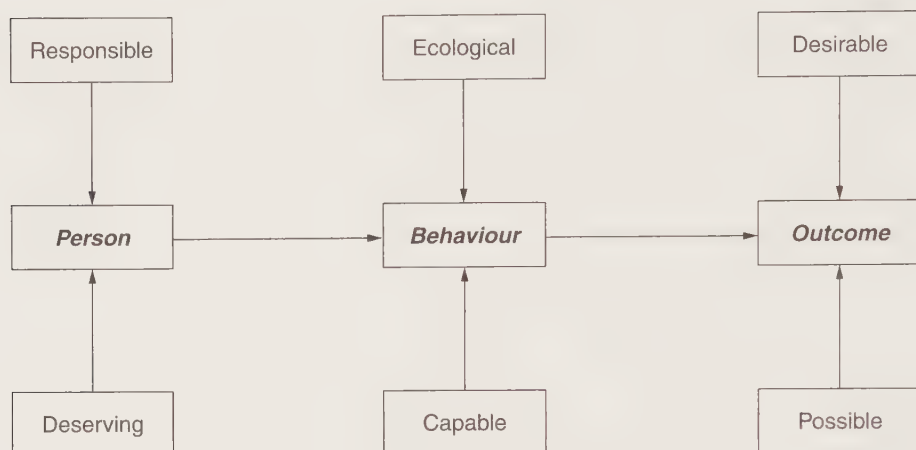 Responsible
Ecological
Desirable
Person
Behaviour
Outcome
Deserving
Capable
Possible